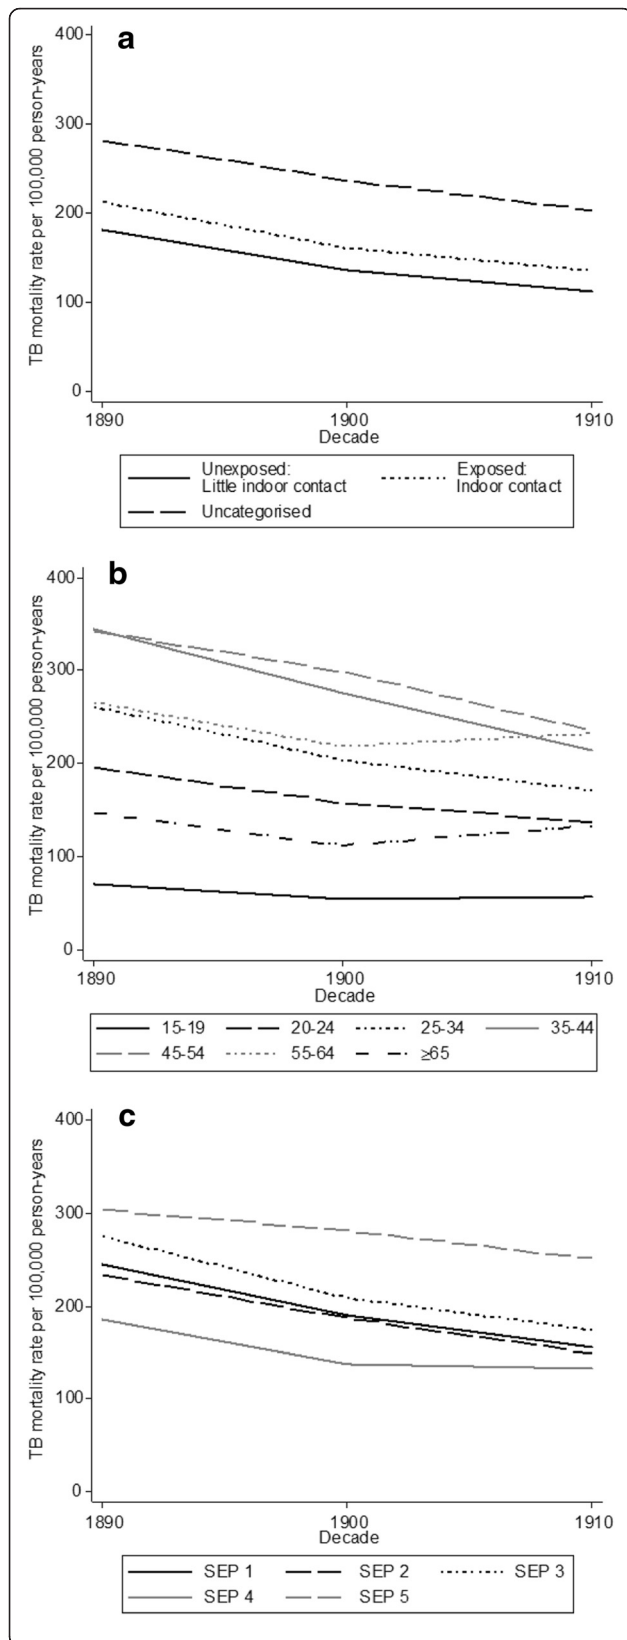 a
TB mortality rate per 100,000 person-years
400
300
200
100
0
1890 1900 1910
Decade
Unexposed: Exposed:
Little indoor contact Indoor contact
Uncategorised
b
TB mortality rate per 100,000 person-years
400
300
200
100
0
1890 1900 1910
Decade
15-19 20-24 25-34 35-44
45-54 55-64 ≥65
c
TB mortality rate per 100,000 person-years
400
300
200
100
0
1890 1900 1910
Decade
SEP 1 SEP 2 SEP 3
SEP 4 SEP 5